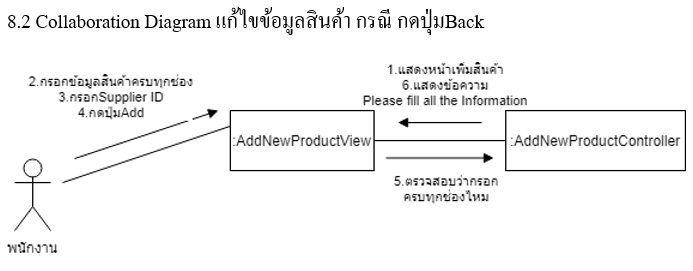 8.2 Collaboration Diagram แก้ไขข้อมูลสินค้า กรณี กดปุ่มBack
1.แสดงหน้าเพิ่มสินค้า
6.แสดงข้อความ
Please fill all the Information
2.กรอกข้อมูลสินค้าครบทุกช่อง
3.กรอกSupplier ID
4.กดปุ่มAdd
:AddNewProductView
:AddNewProductController
5.ตรวจสอบว่ากรอก
ครบทุกช่องไหม
พนักงาน